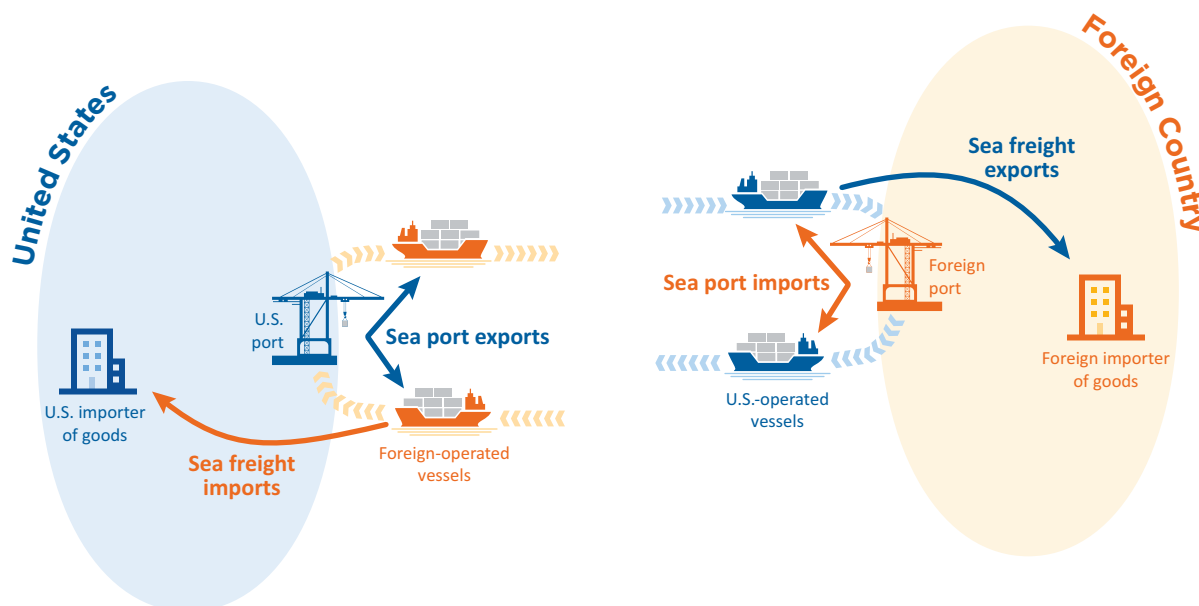 United States
U.S.
port
Sea port exports
U.S. importer
of goods
Sea freight
imports
Foreign-operated
vessels
Foreign Country
Sea freight
exports
Sea port imports
Foreign
port
U.S.-operated
vessels
Foreign importer
of goods